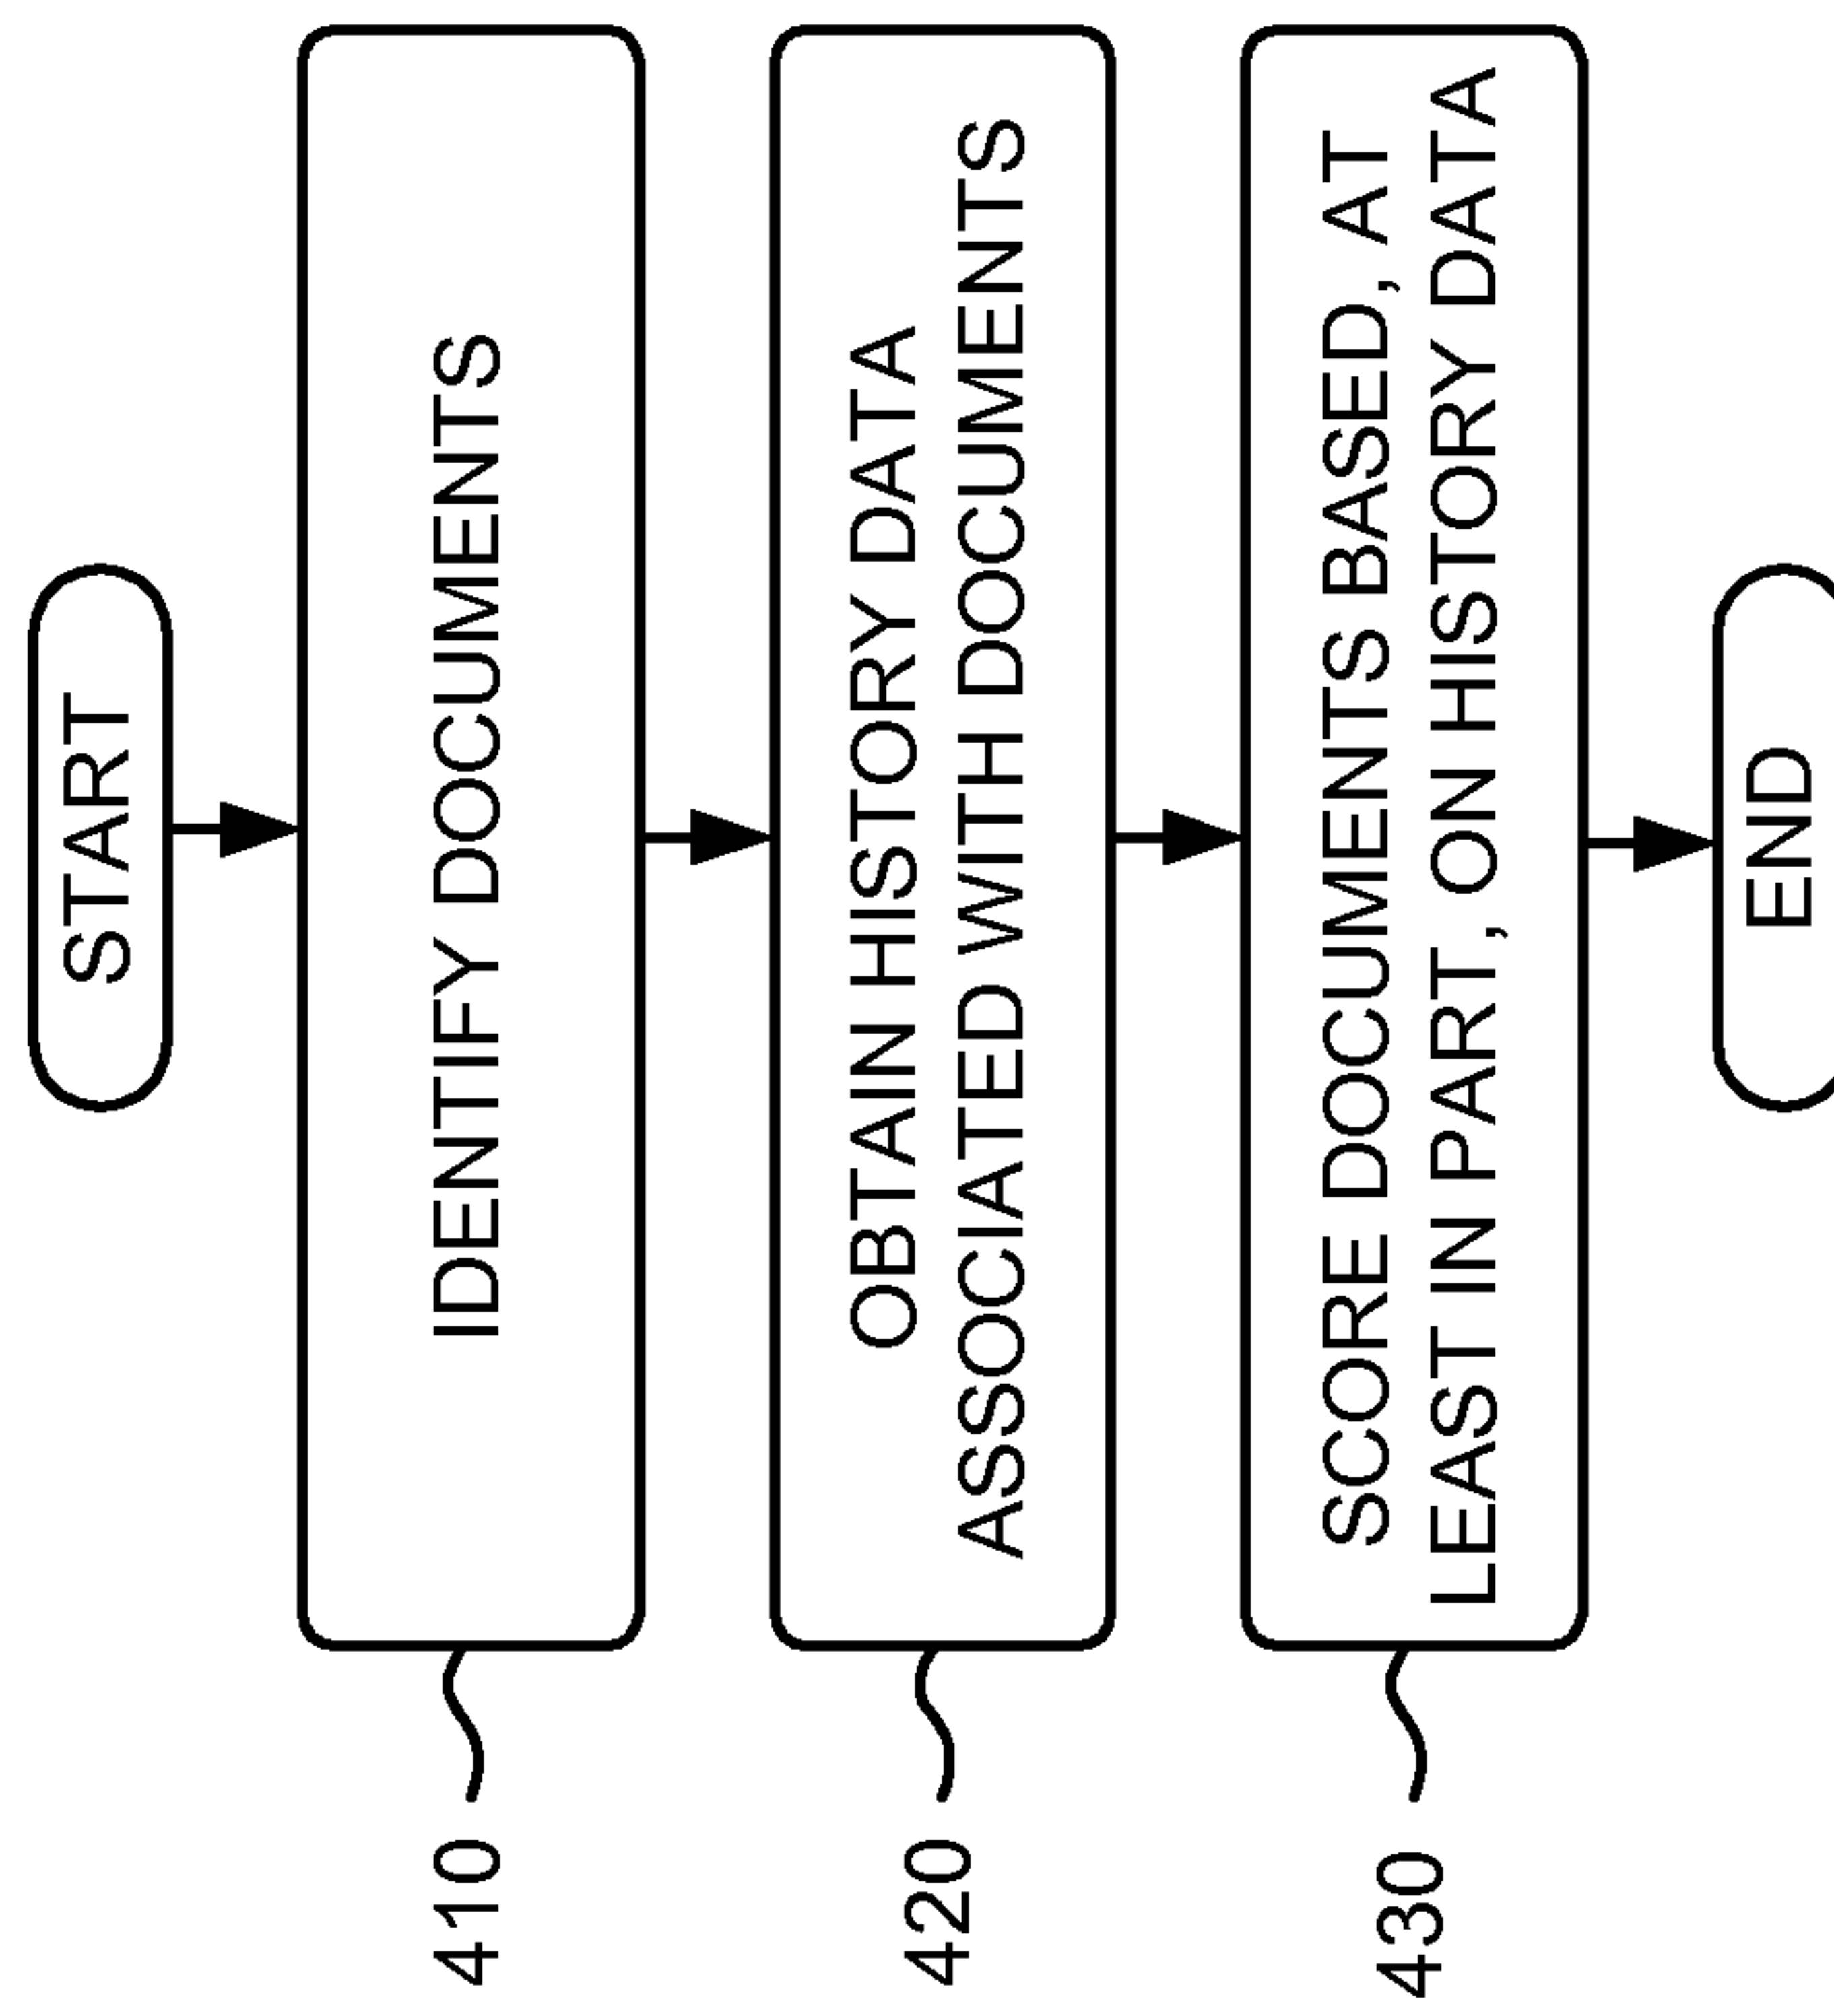 START
410
IDENTIFY DOCUMENTS
420
OBTAIN HISTORY DATA
ASSOCIATED WITH DOCUMENTS
430
SCORE DOCUMENTS BASED, AT
LEAST IN PART, ON HISTORY DATA
END